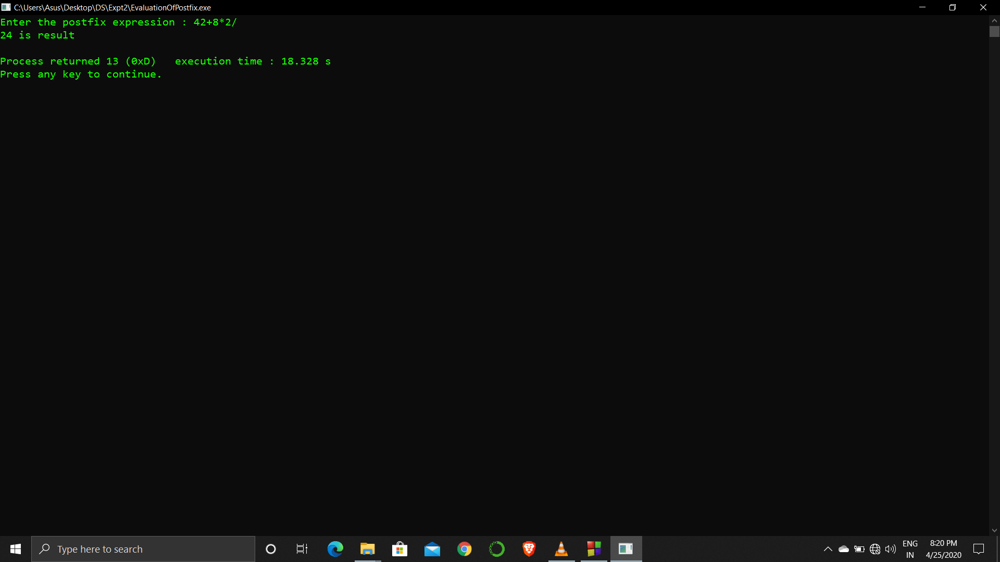 C:\Users\Asus\Desktop\DS\Expt2\EvaluationOfPostfix.exe
Enter the postfix expression : 42+8*2/
24 is result
Process returned 13 (0xD)   execution time : 18.328 s
Press any key to continue.
Type here to search
ENG
IN
8:20 PM
4/25/2020